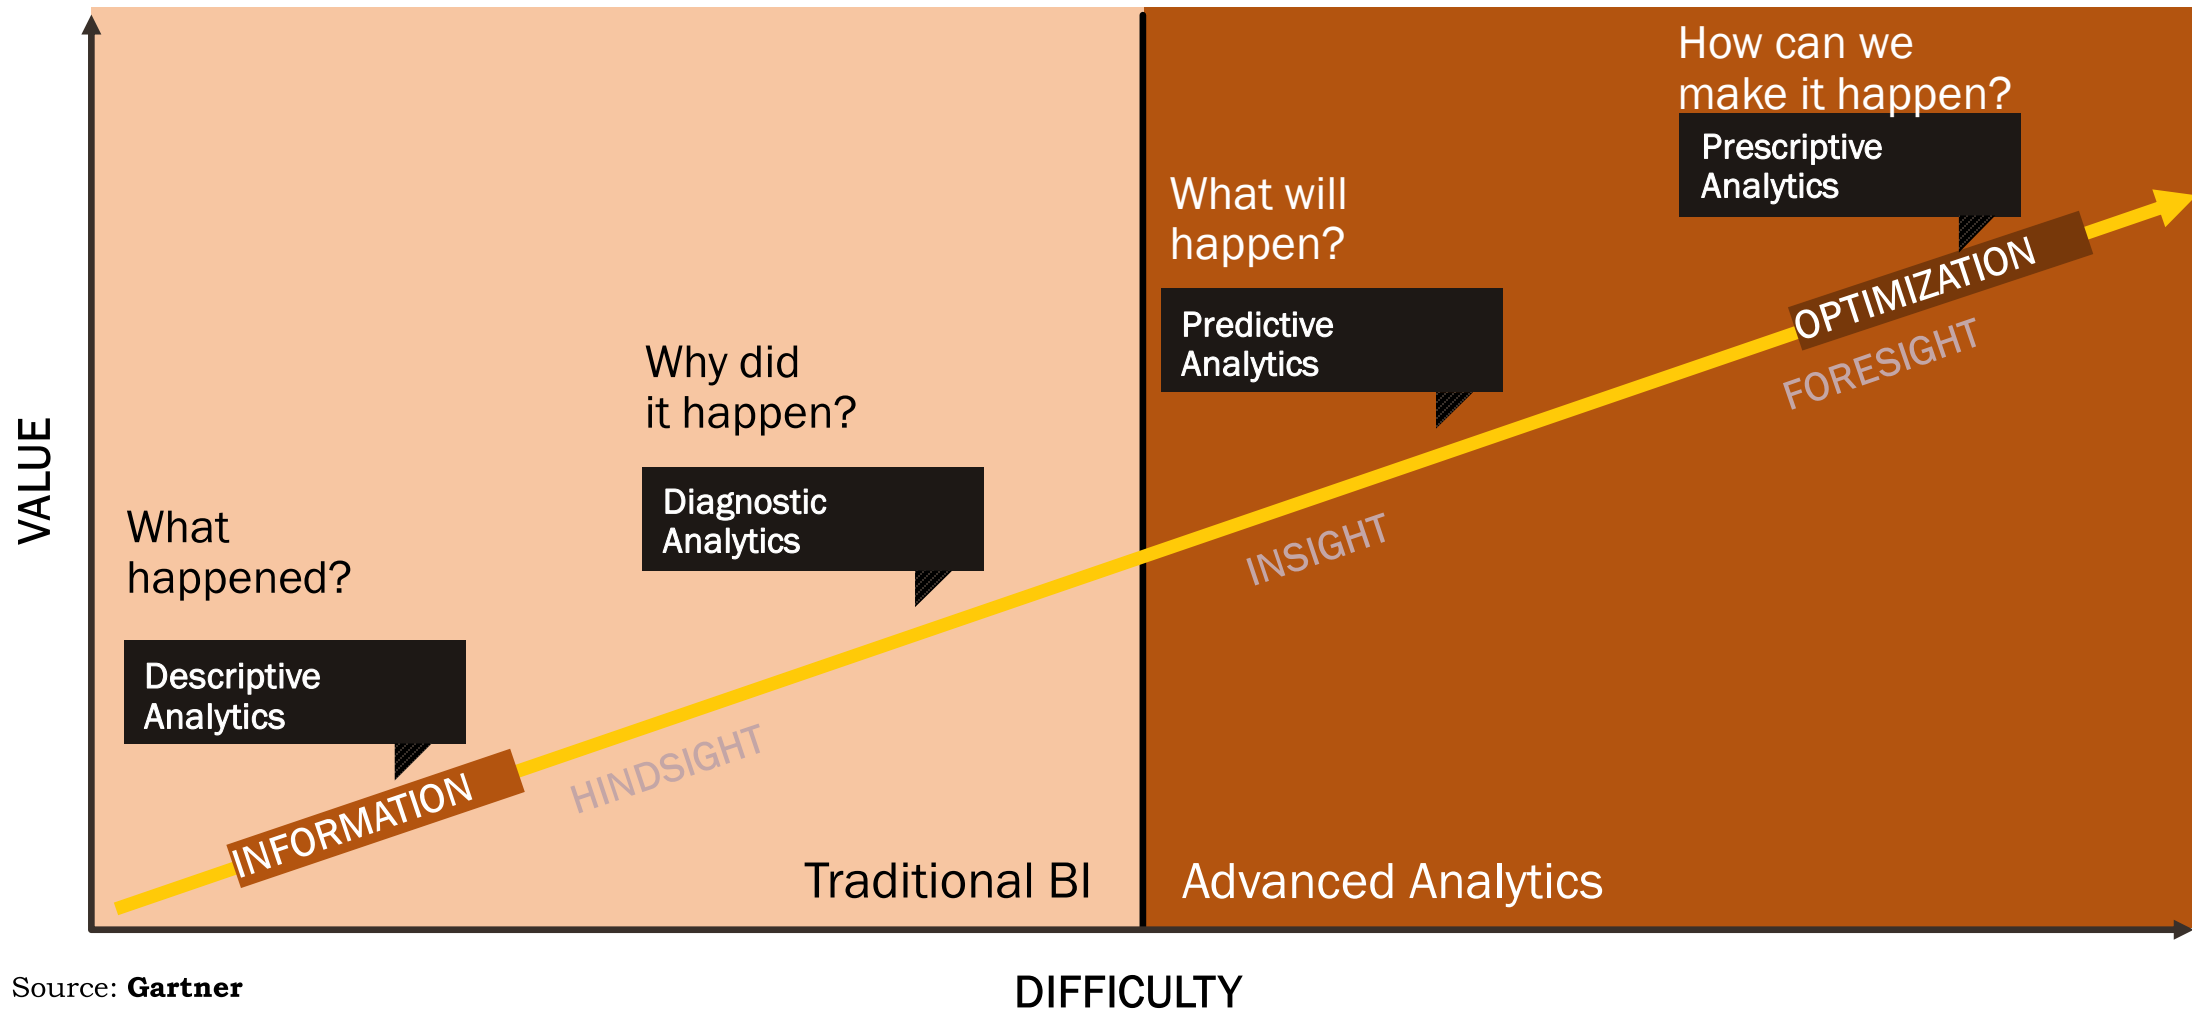 How can we
make it happen?
Prescriptive
Analytics
What will
happen?
Predictive
Analytics
OPTIMIZATION
FORESIGHT
Why did
it happen?
Diagnostic
Analytics
INSIGHT
VALUE
What
happened?
Descriptive
Analytics
INFORMATION
HINDSIGHT
Traditional BI
Advanced Analytics
Source: Gartner
DIFFICULTY